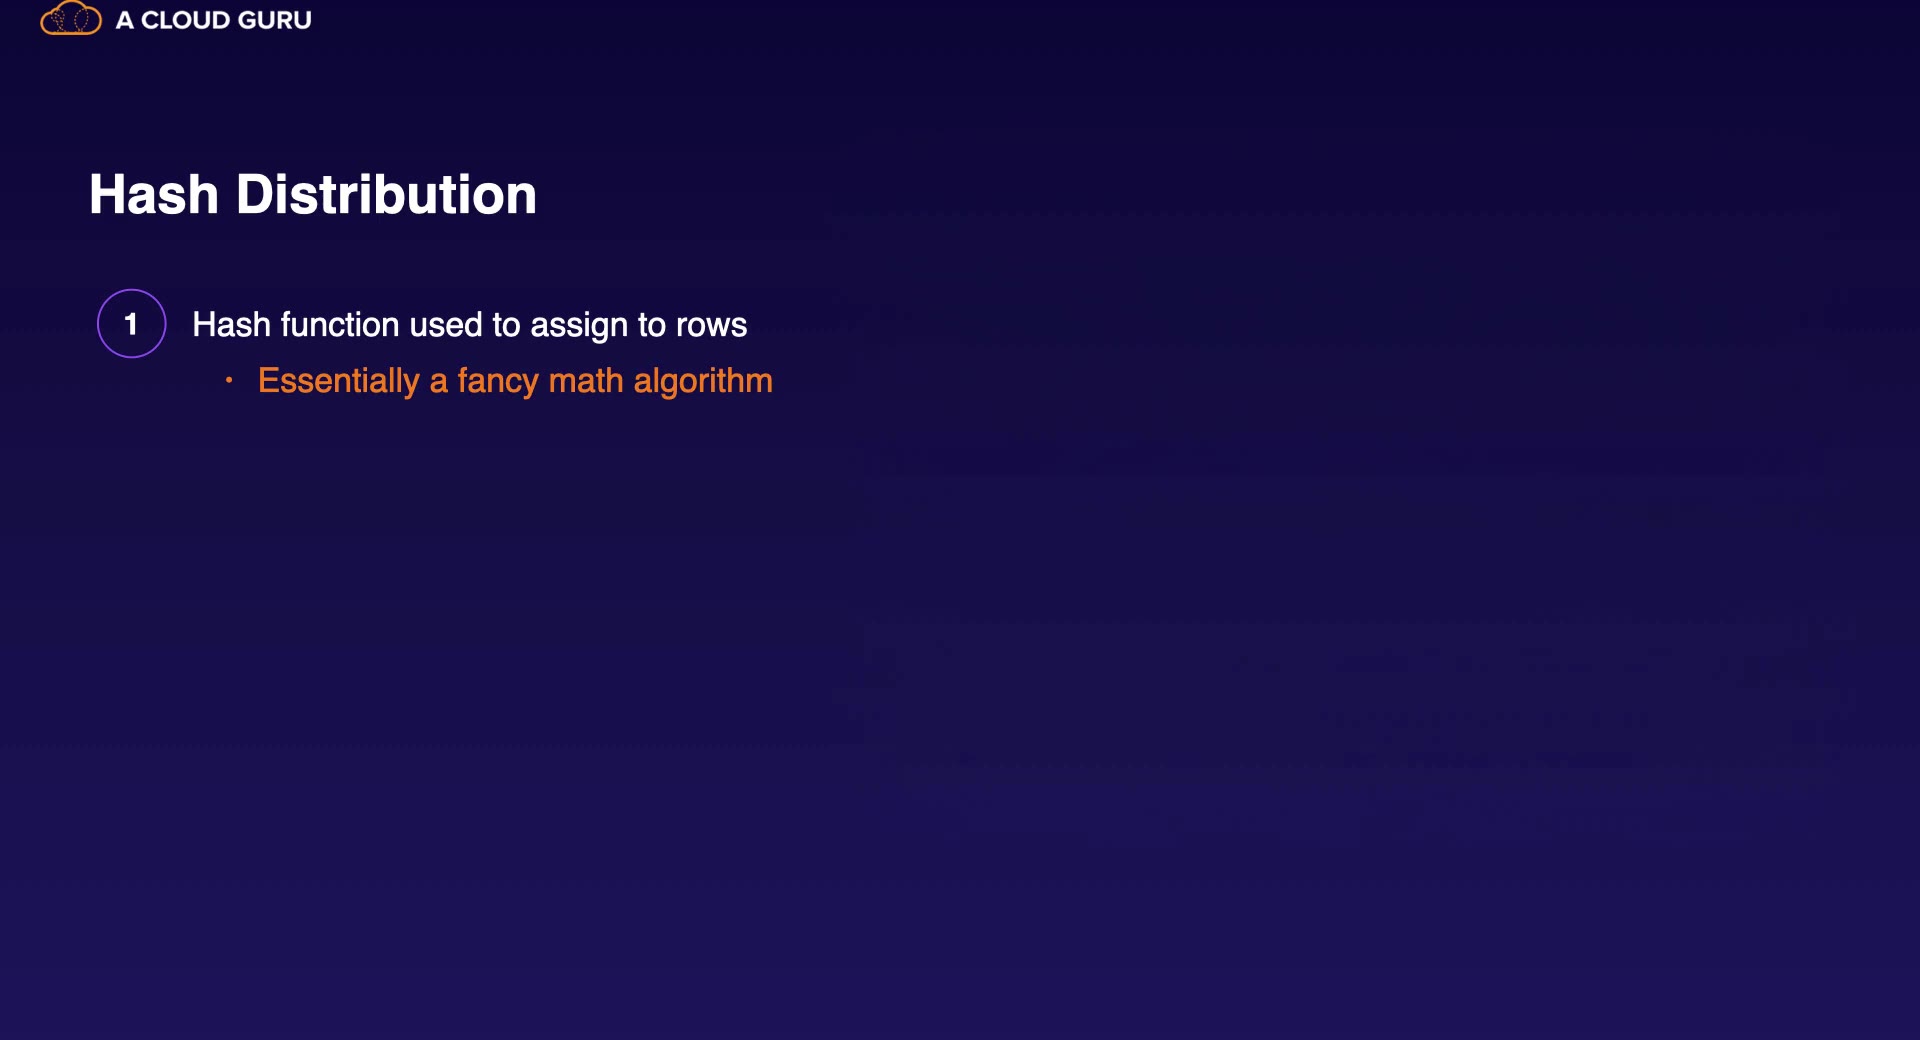 A CLOUD GURU
Hash Distribution
1 Hash function used to assign to rows
• Essentially a fancy math algorithm